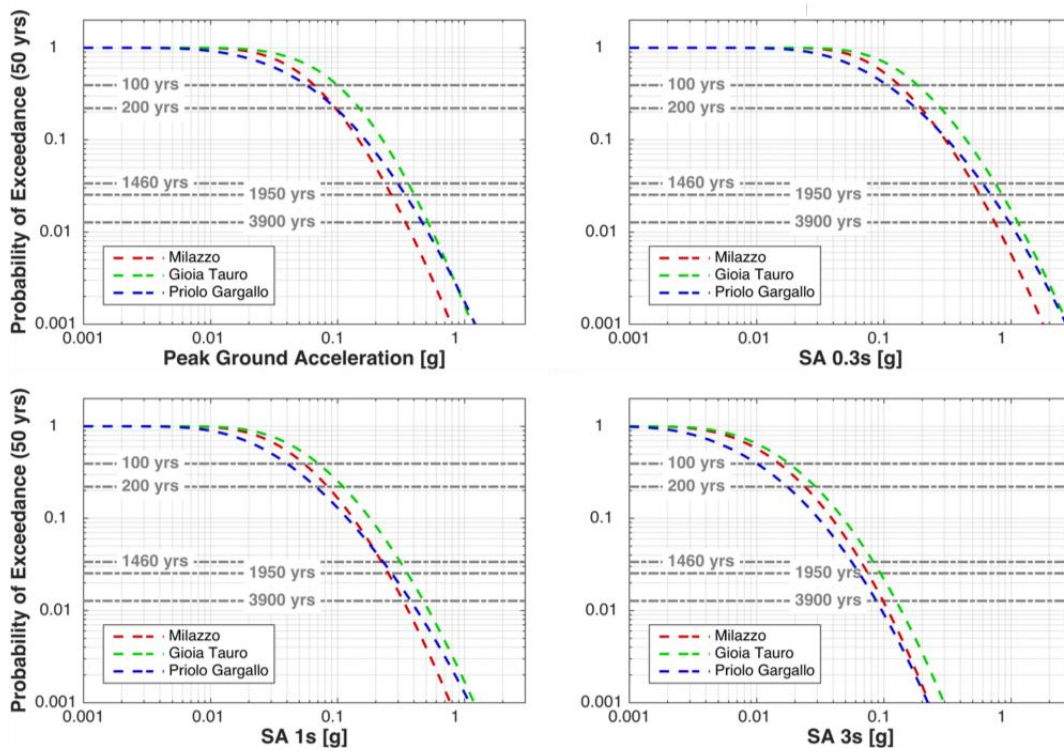 Probability of Exceedance (50 yrs)
1
0.1
0.01
0.001
100 yrs
200 yrs
1460 yrs
1950 yrs
3900 yrs
Milazzo
Gioia Tauro
Priolo Gargallo
0.001
0.01
0.1
1
Peak Ground Acceleration [g]
1
0.1
0.01
0.001
100 yrs
200 yrs
1460 yrs
1950 yrs
3900 yrs
Milazzo
Gioia Tauro
Priolo Gargallo
0.001
0.01
0.1
1
SA 0.3s [g]
Probability of Exceedance (50 yrs)
1
0.1
0.01
0.001
100 yrs
200 yrs
1460 yrs
1950 yrs
3900 yrs
Milazzo
Gioia Tauro
Priolo Gargallo
0.001
0.01
0.1
1
SA 1s [g]
1
0.1
0.01
0.001
100 yrs
200 yrs
1460 yrs
1950 yrs
3900 yrs
Milazzo
Gioia Tauro
Priolo Gargallo
0.001
0.01
0.1
1
SA 3s [g]